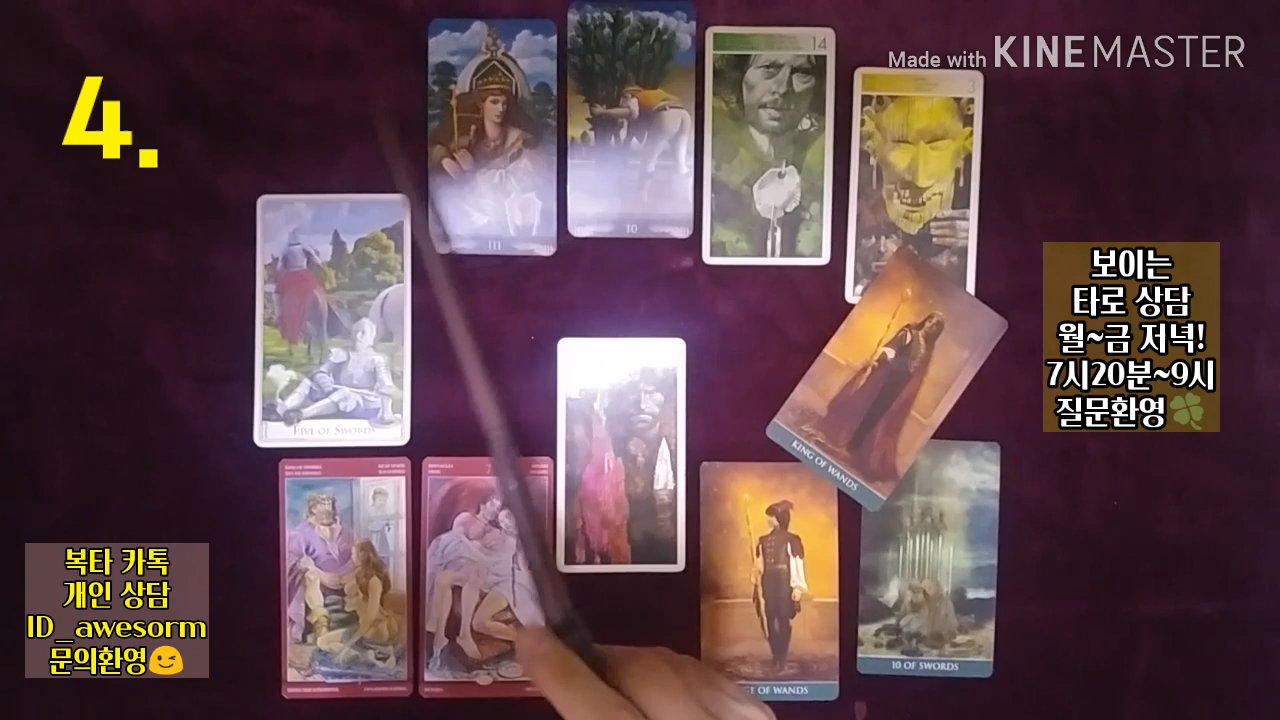 Made with KINEMASTER
4.
14
3
III
10
보이는
타로 상담
월~금 저녁!
7시20분~9시
질문환영🍀
FIVE OF SWORDS
KING OF WANDS
7
복타 카톡
개인 상담
ID_awesorm
문의환영😉
OF WANDS
10 OF SWORDS